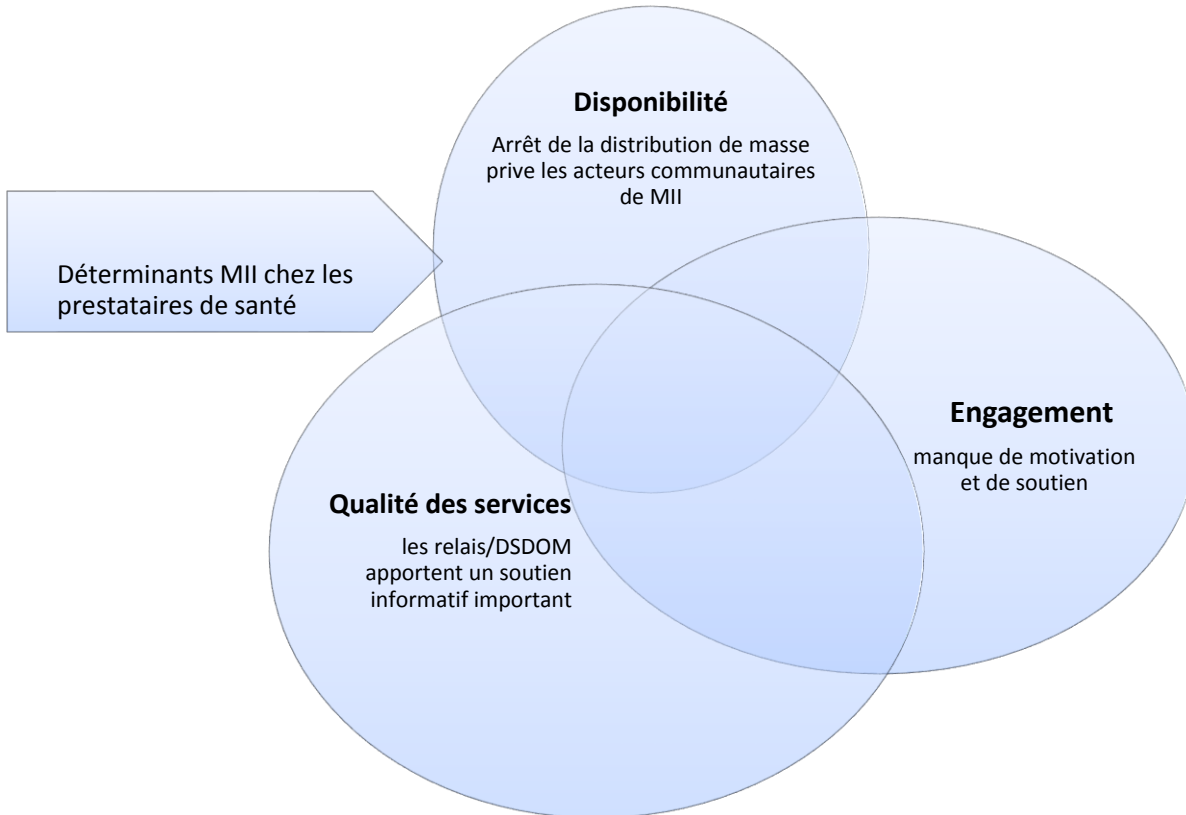 Disponibilité
Arrêt de la distribution de masse
prive les acteurs communautaires
de MII
Déterminants MII chez les
prestataires de santé
Engagement
manque de motivation
et de soutien
Qualité des services
les relais/DSDOM
apportent un soutien
informatif important